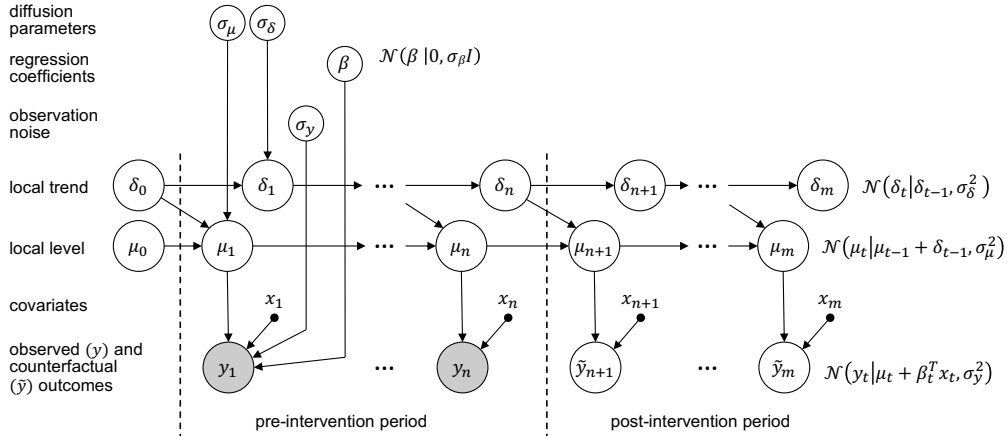 diffusion
parameters
σ_μ σ_δ
regression
coefficients
β 𝒩(β |0, σ_β I)
observation
noise
σ_y
local trend δ_0 δ_1 ... δ_n δ_{n+1} ... δ_m 𝒩(δ_t|δ_{t−1}, σ_δ^2)
local level μ_0 μ_1 ... μ_n μ_{n+1} ... μ_m 𝒩(μ_t|μ_{t−1} + δ_{t−1}, σ_μ^2)
covariates x_1 x_n x_{n+1} x_m
observed (y) and
counterfactual
(ỹ) outcomes
y_1 ... y_n ỹ_{n+1} ... ỹ_m 𝒩(y_t|μ_t + β_t^T x_t, σ_y^2)
pre-intervention period post-intervention period